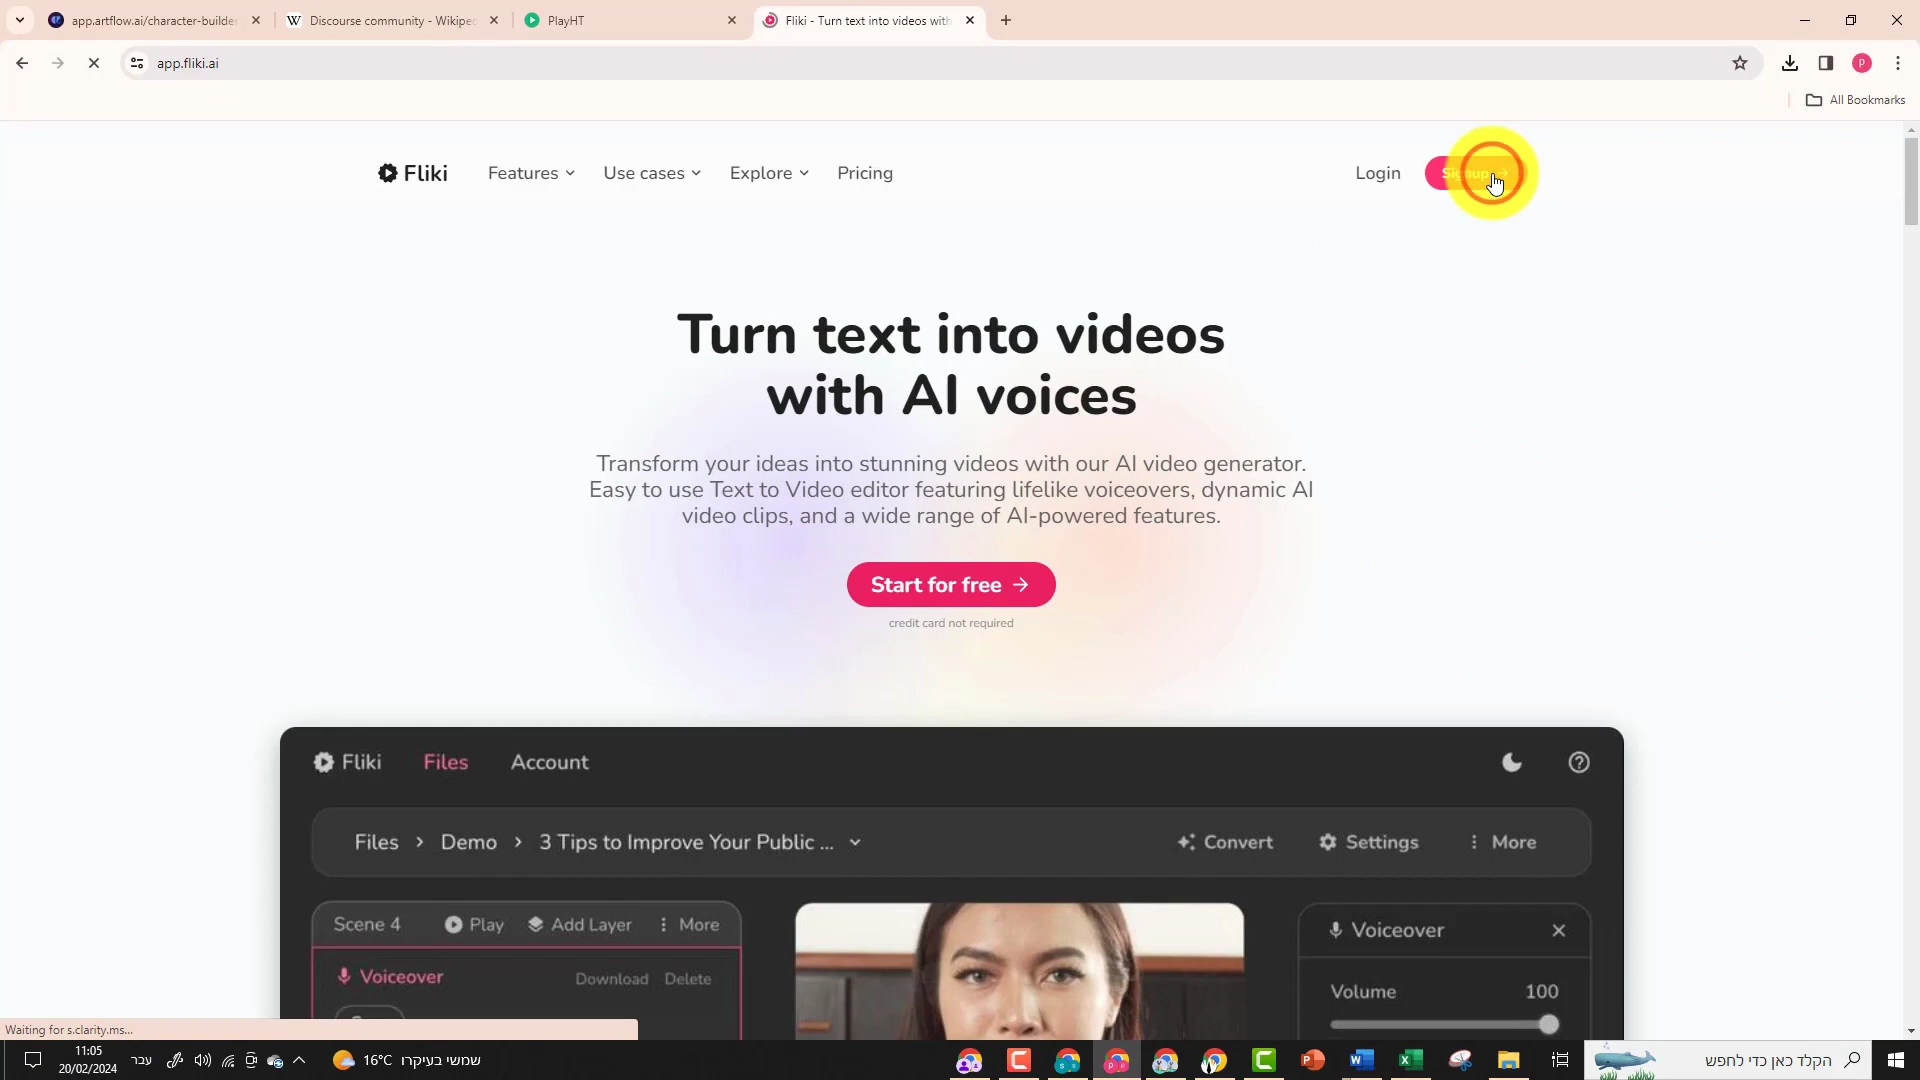 app.artflow.ai/character-builder
Discourse community - Wikipe
PlayHT
Fliki - Turn text into videos with
app.fliki.ai
P
All Bookmarks
Fliki
Features
Use cases
Explore
Pricing
Login
Signup
Turn text into videos
with AI voices
Transform your ideas into stunning videos with our AI video generator.
Easy to use Text to Video editor featuring lifelike voiceovers, dynamic AI
video clips, and a wide range of AI-powered features.
Start for free
credit card not required
Fliki
Files
Account
Files > Demo > 3 Tips to Improve Your Public ...
Convert
Settings
More
Scene 4
Play
Add Layer
More
Voiceover
Download
Delete
Voiceover
Volume
100
Waiting for s.clarity.ms...
11:05
20/02/2024
עבר
16°C
שמשי בעיקרו
הקלד כאן כדי לחפש